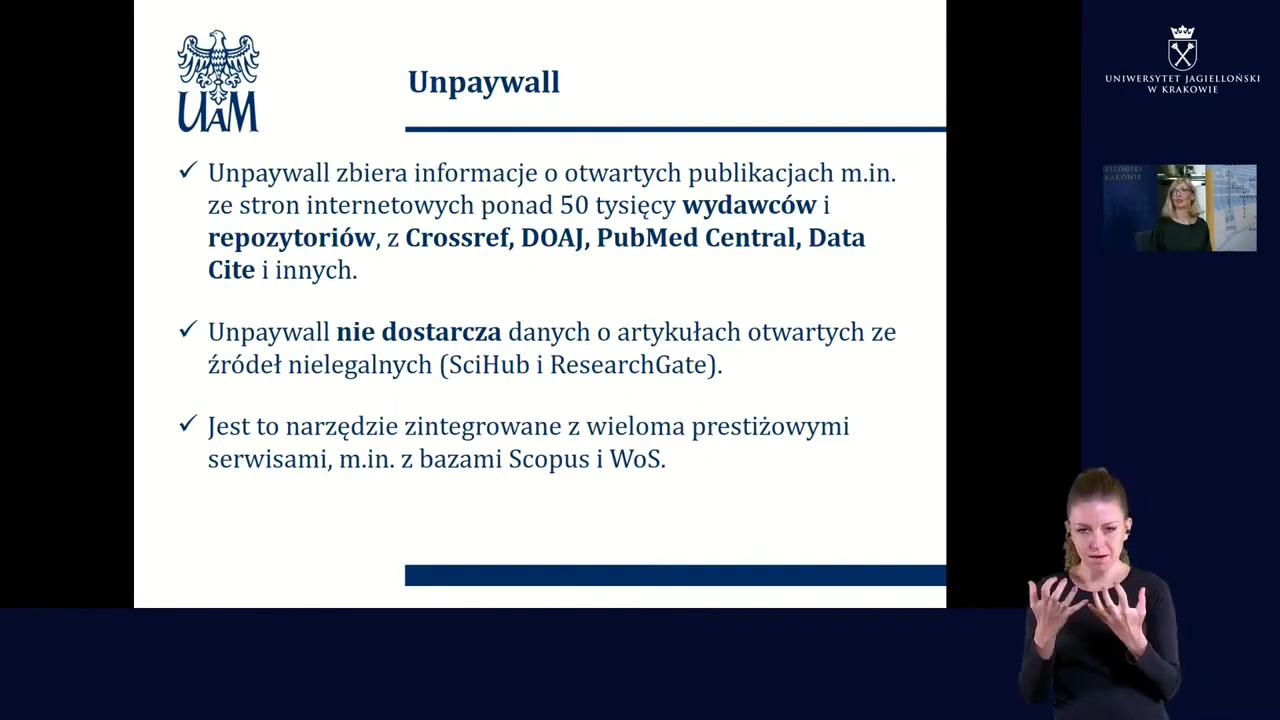 UAM
Unpaywall
✓ Unpaywall zbiera informacje o otwartych publikacjach m.in.
ze stron internetowych ponad 50 tysięcy wydawców i
repozytoriów, z Crossref, DOAJ, PubMed Central, Data
Cite i innych.
✓ Unpaywall nie dostarcza danych o artykułach otwartych ze
źródeł nielegalnych (SciHub i ResearchGate).
✓ Jest to narzędzie zintegrowane z wieloma prestiżowymi
serwisami, m.in. z bazami Scopus i WoS.
UNIWERSYTET JAGIELLOŃSKI
W KRAKOWIE